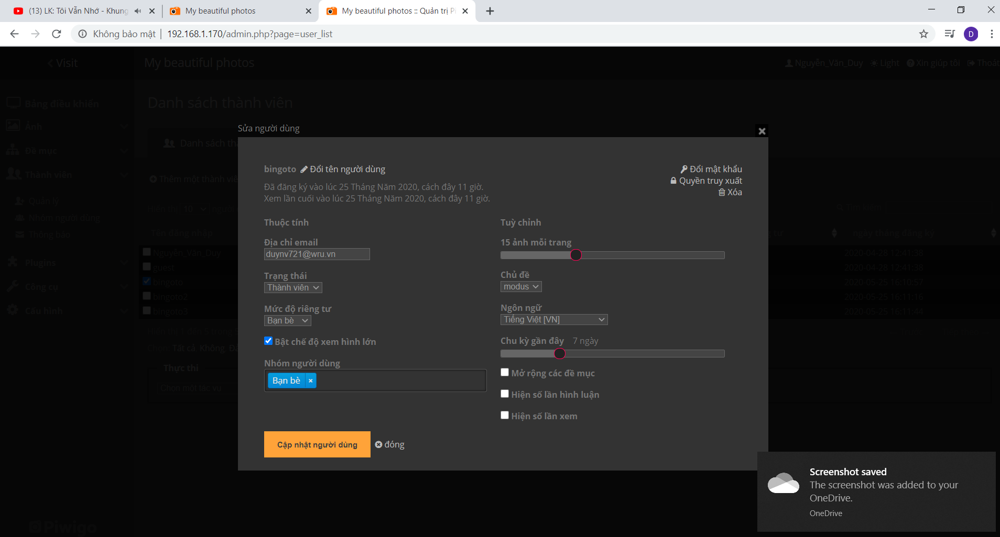 (13) LK: Tôi Vẫn Nhớ - Khung
My beautiful photos
My beautiful photos :: Quản trị Pi
Không bảo mật | 192.168.1.170/admin.php?page=user_list
D
Visit
My beautiful photos
Nguyễn_Văn_Duy
Light
Xin giúp tôi
Thoát
Bảng điều khiển
Ảnh
Đề mục
Thành viên
Quản lý
Nhóm người dùng
Thông báo
Plugins
Công cụ
Cấu hình
Danh sách thành viên
Danh sách thà
Thêm một thành viê
Hiển thị 10 người
Tìm kiếm
Tên đăng nhập
g tư
ngày tháng đăng ký
Nguyễn_Văn_Duy
2020-04-28 12:41:38
guest
2020-04-28 12:41:38
bingoto
2020-05-25 16:10:57
bingoto2
2020-05-25 16:11:16
bingoto3
2020-05-25 16:11:44
Hiển thị 1 đến 5 trong
Chọn Tất cả, Không, Đả
Thực thi
Chọn một tác vụ
Sửa người dùng
bingoto Đổi tên người dùng
Đã đăng ký vào lúc 25 Tháng Năm 2020, cách đây 11 giờ.
Xem lần cuối vào lúc 25 Tháng Năm 2020, cách đây 11 giờ.
Đổi mật khẩu
Quyền truy xuất
Xóa
Thuộc tính
Địa chỉ email
duynv721@wru.vn
Trạng thái
Thành viên
Mức độ riêng tư
Bạn bè
Bật chế độ xem hình lớn
Nhóm người dùng
Bạn bè ×
Tuỳ chỉnh
15 ảnh mỗi trang
Chủ đề
modus
Ngôn ngữ
Tiếng Việt [VN]
Chu kỳ gần đây 7 ngày
Mở rộng các đề mục
Hiện số lần hình luận
Hiện số lần xem
Cập nhật người dùng
đóng
Screenshot saved
The screenshot was added to your
OneDrive.
OneDrive
Piwigo